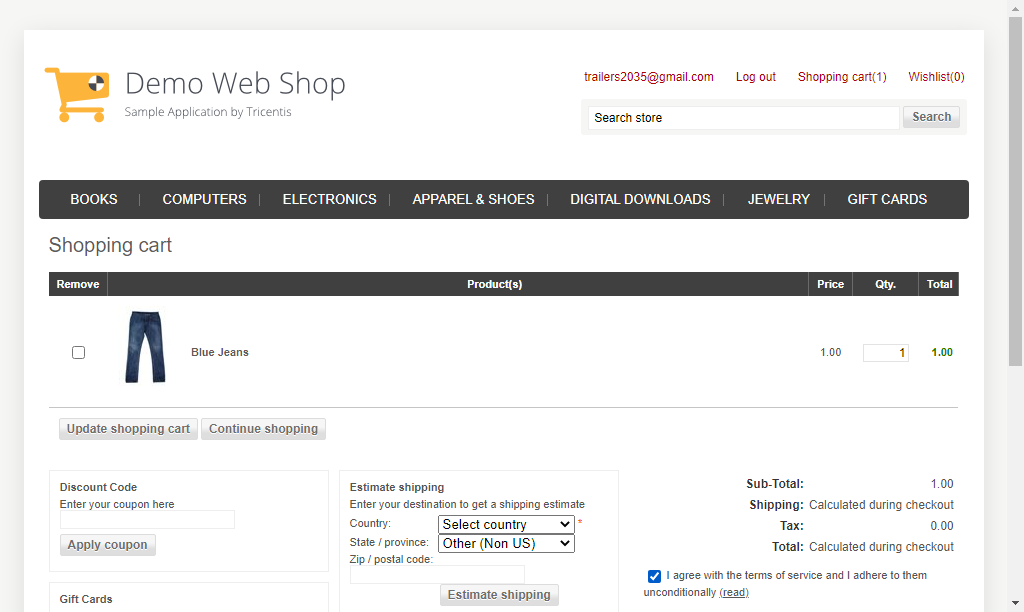 Demo Web Shop
Sample Application by Tricentis
trailers2035@gmail.com Log out Shopping cart(1) Wishlist(0)
Search store Search
BOOKS COMPUTERS ELECTRONICS APPAREL & SHOES DIGITAL DOWNLOADS JEWELRY GIFT CARDS
Shopping cart
Remove Product(s) Price Qty. Total
Blue Jeans 1.00 1 1.00
Update shopping cart Continue shopping
Discount Code
Enter your coupon here
Apply coupon
Gift Cards
Estimate shipping
Enter your destination to get a shipping estimate
Country: Select country *
State / province: Other (Non US)
Zip / postal code:
Estimate shipping
Sub-Total: 1.00
Shipping: Calculated during checkout
Tax: 0.00
Total: Calculated during checkout
I agree with the terms of service and I adhere to them
unconditionally (read)